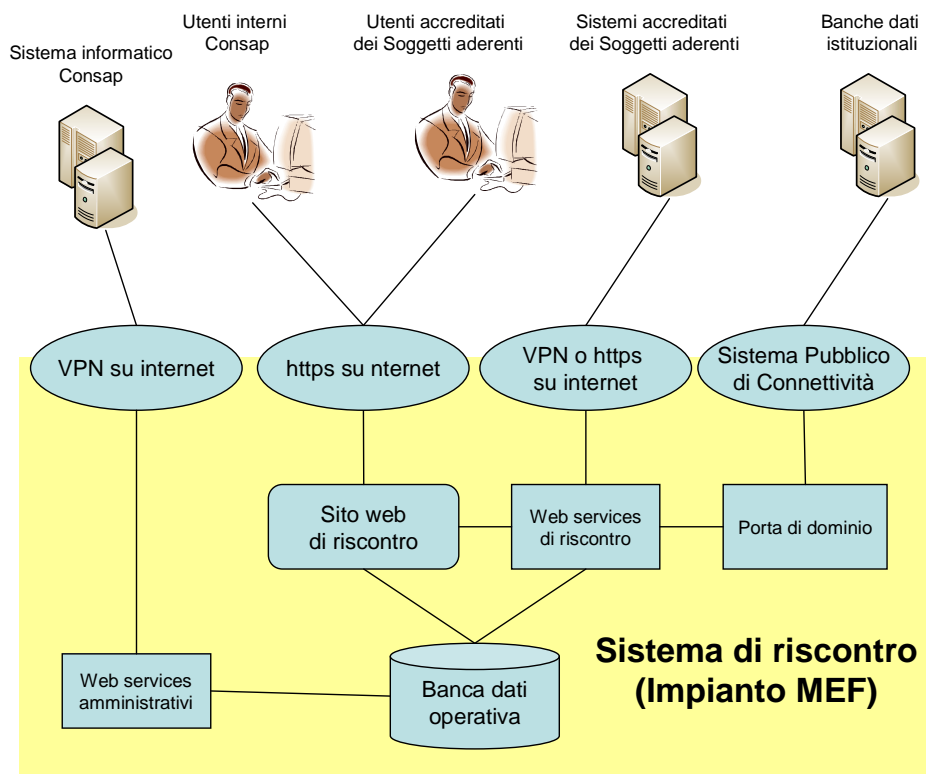 Sistema informatico
Consap
Utenti interni
Consap
Utenti accreditati
dei Soggetti aderenti
Sistemi accreditati
dei Soggetti aderenti
Banche dati
istituzionali
VPN su internet
https su nternet
VPN o https
su internet
Sistema Pubblico
di Connettività
Sito web
di riscontro
Web services
di riscontro
Porta di dominio
Web services
amministrativi
Banca dati
operativa
Sistema di riscontro
(Impianto MEF)